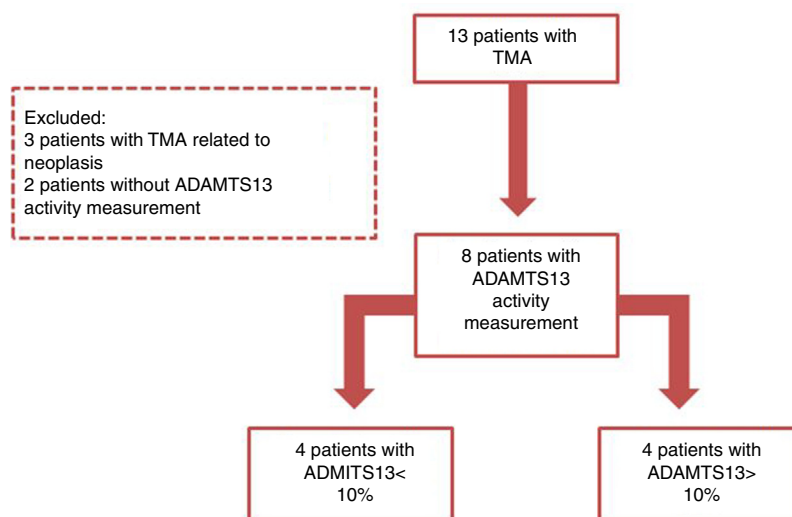 13 patients with
TMA
Excluded:
3 patients with TMA related to
neoplasis
2 patients without ADAMTS13
activity measurement
8 patients with
ADAMTS13
activity
measurement
4 patients with
ADMITS13<
10%
4 patients with
ADAMTS13>
10%